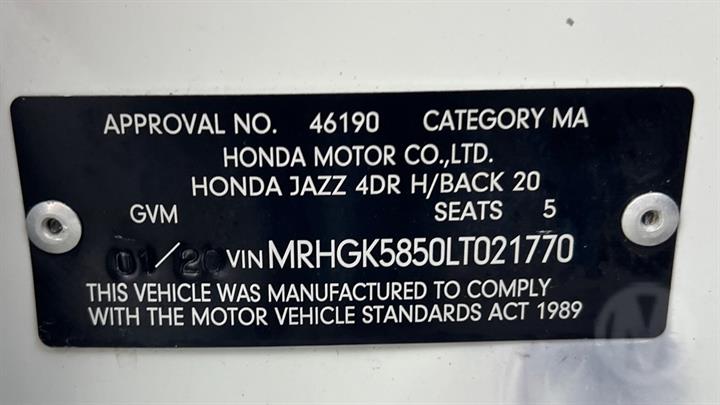 APPROVAL NO. 46190 CATEGORY MA
HONDA MOTOR CO.,LTD.
HONDA JAZZ 4DR H/BACK 20
GVM SEATS 5
01/20 VIN MRHGK5850LT021770
THIS VEHICLE WAS MANUFACTURED TO COMPLY
WITH THE MOTOR VEHICLE STANDARDS ACT 1989